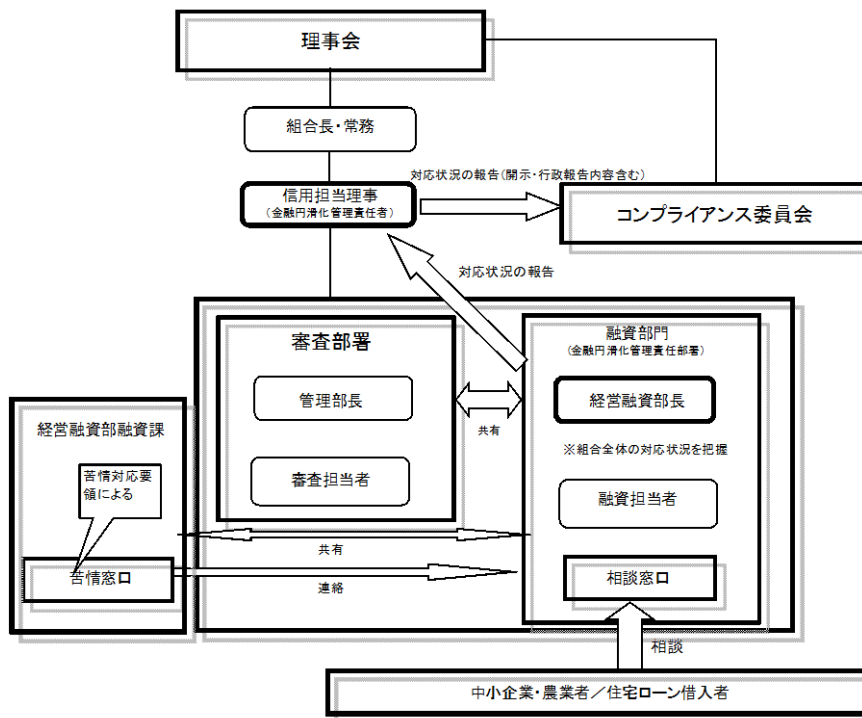 理事会
組合長・常務
信用担当理事
（金融円滑化管理責任者）
対応状況の報告(開示・行政報告内容含む)
コンプライアンス委員会
対応状況の報告
審査部署
管理部長
審査担当者
融資部門
（金融円滑化管理責任部署）
経営融資部長
※組合全体の対応状況を把握
融資担当者
相談窓口
共有
経営融資部融資課
苦情対応要
領による
苦情窓口
共有
連絡
相談
中小企業・農業者／住宅ローン借入者